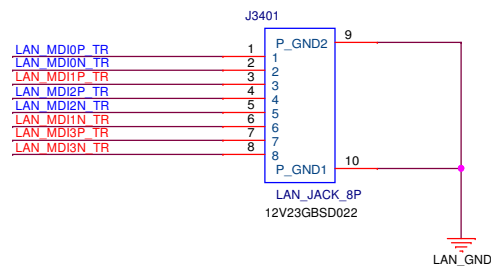 J3401
LAN_MDI0P_TR 1 1 P_GND2 9
LAN_MDI0N_TR 2 2
LAN_MDI1P_TR 3 3
LAN_MDI2P_TR 4 4
LAN_MDI2N_TR 5 5
LAN_MDI1N_TR 6 6
LAN_MDI3P_TR 7 7
LAN_MDI3N_TR 8 8
P_GND1 10
LAN_JACK_8P
12V23GBSD022
LAN_GND